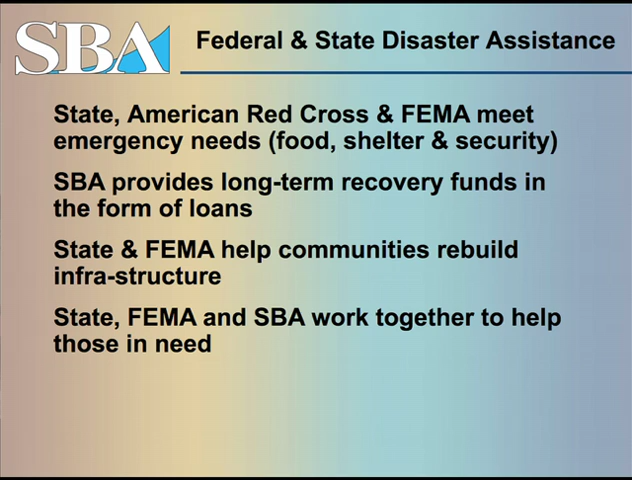 SBA
Federal & State Disaster Assistance
State, American Red Cross & FEMA meet
emergency needs (food, shelter & security)
SBA provides long-term recovery funds in
the form of loans
State & FEMA help communities rebuild
infra-structure
State, FEMA and SBA work together to help
those in need